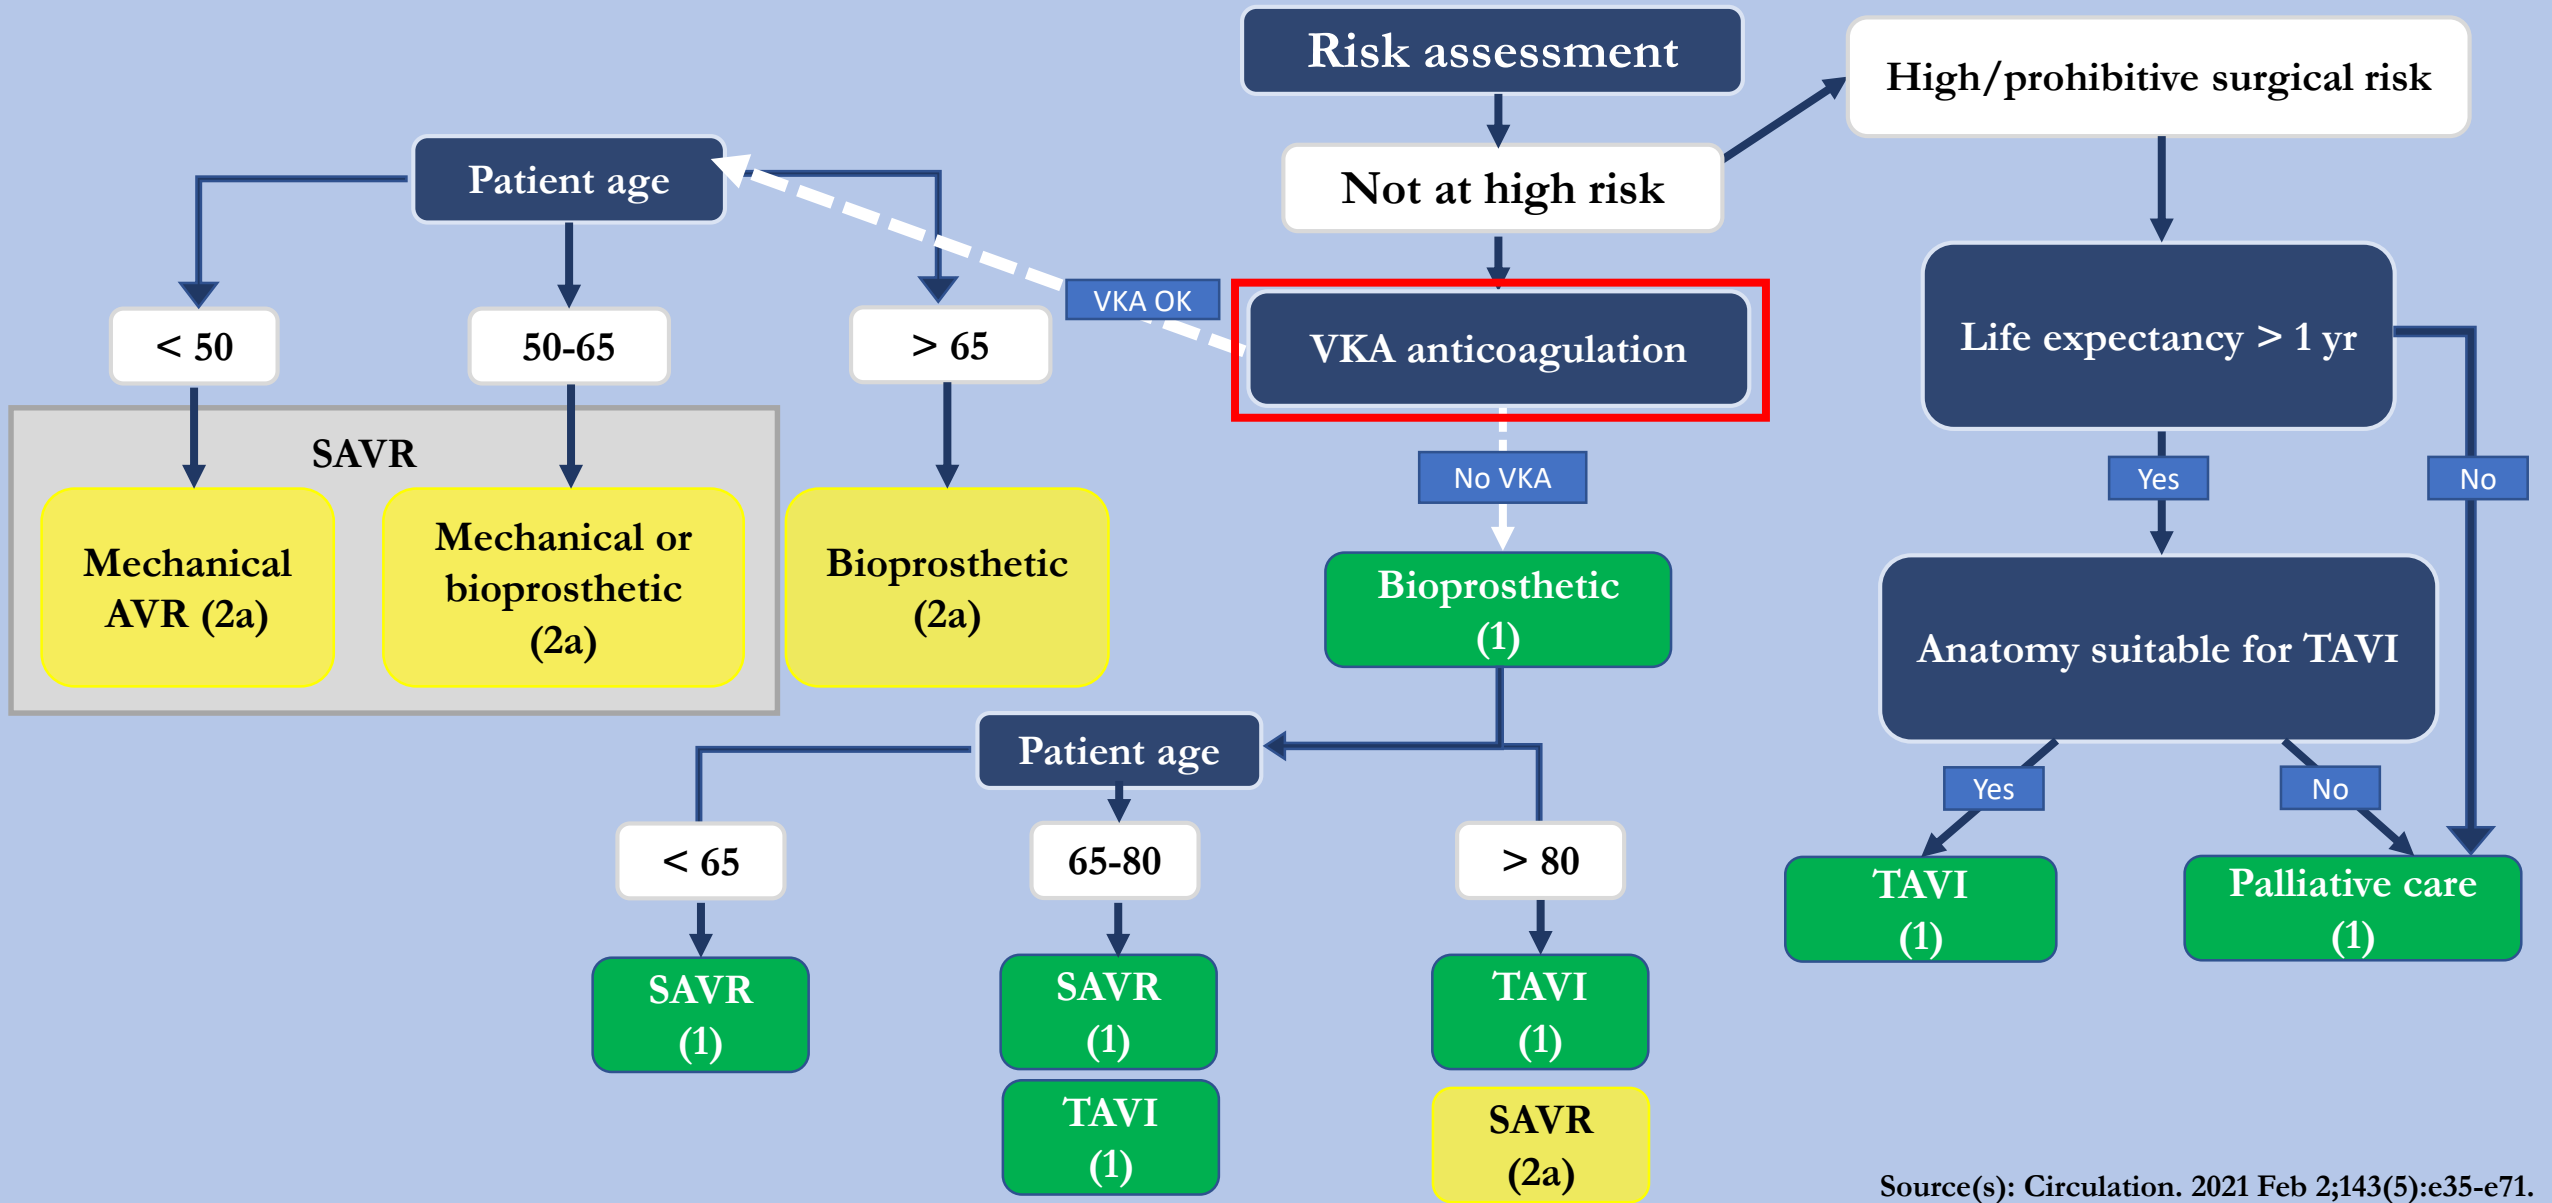 Risk assessment
High/prohibitive surgical risk
Not at high risk
Patient age
VKA OK
< 50
50-65
> 65
VKA anticoagulation
Life expectancy > 1 yr
SAVR
No VKA
Yes
No
Mechanical
AVR (2a)
Mechanical or
bioprosthetic
(2a)
Bioprosthetic
(2a)
Bioprosthetic
(1)
Anatomy suitable for TAVI
Patient age
Yes
No
< 65
65-80
> 80
TAVI
(1)
Palliative care
(1)
SAVR
(1)
SAVR
(1)
TAVI
(1)
TAVI
(1)
SAVR
(2a)
Source(s): Circulation. 2021 Feb 2;143(5):e35-e71.